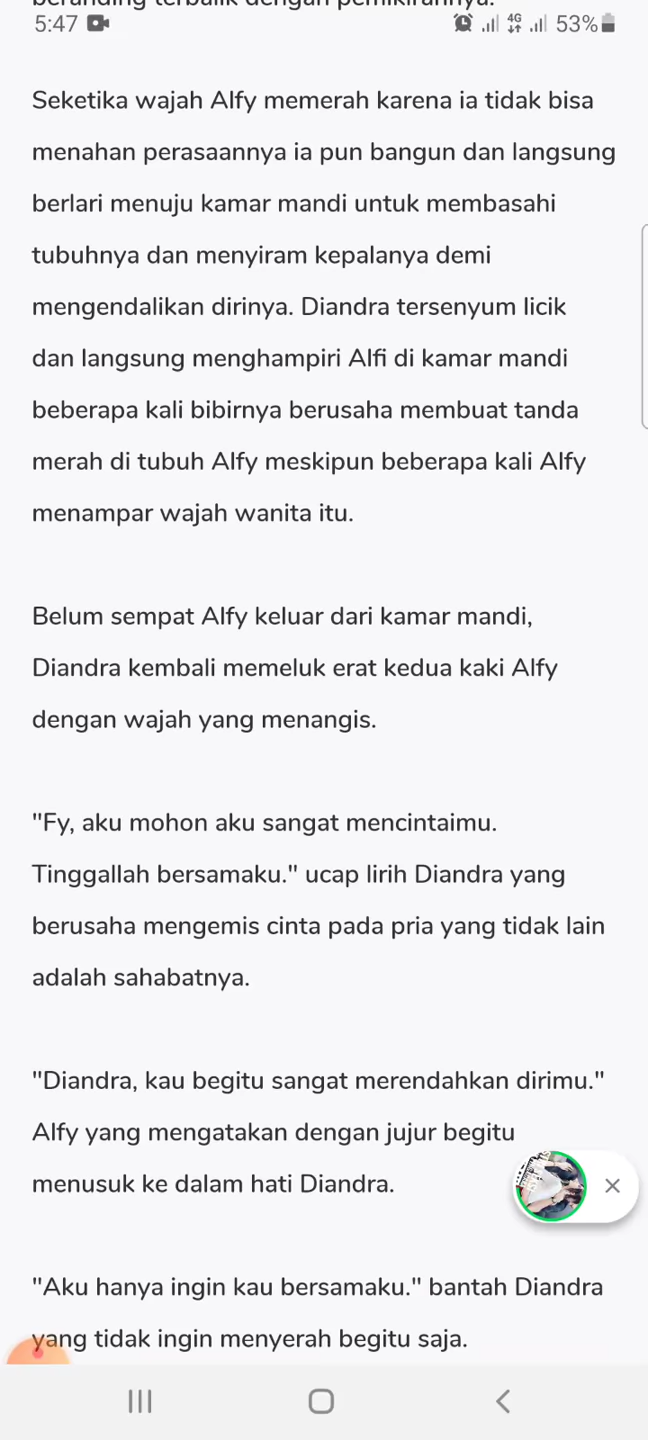 5:47
4G
53%
Seketika wajah Alfy memerah karena ia tidak bisa
menahan perasaannya ia pun bangun dan langsung
berlari menuju kamar mandi untuk membasahi
tubuhnya dan menyiram kepalanya demi
mengendalikan dirinya. Diandra tersenyum licik
dan langsung menghampiri Alfi di kamar mandi
beberapa kali bibirnya berusaha membuat tanda
merah di tubuh Alfy meskipun beberapa kali Alfy
menampar wajah wanita itu.
Belum sempat Alfy keluar dari kamar mandi,
Diandra kembali memeluk erat kedua kaki Alfy
dengan wajah yang menangis.
"Fy, aku mohon aku sangat mencintaimu.
Tinggallah bersamaku." ucap lirih Diandra yang
berusaha mengemis cinta pada pria yang tidak lain
adalah sahabatnya.
"Diandra, kau begitu sangat merendahkan dirimu."
Alfy yang mengatakan dengan jujur begitu
menusuk ke dalam hati Diandra.
"Aku hanya ingin kau bersamaku." bantah Diandra
yang tidak ingin menyerah begitu saja.